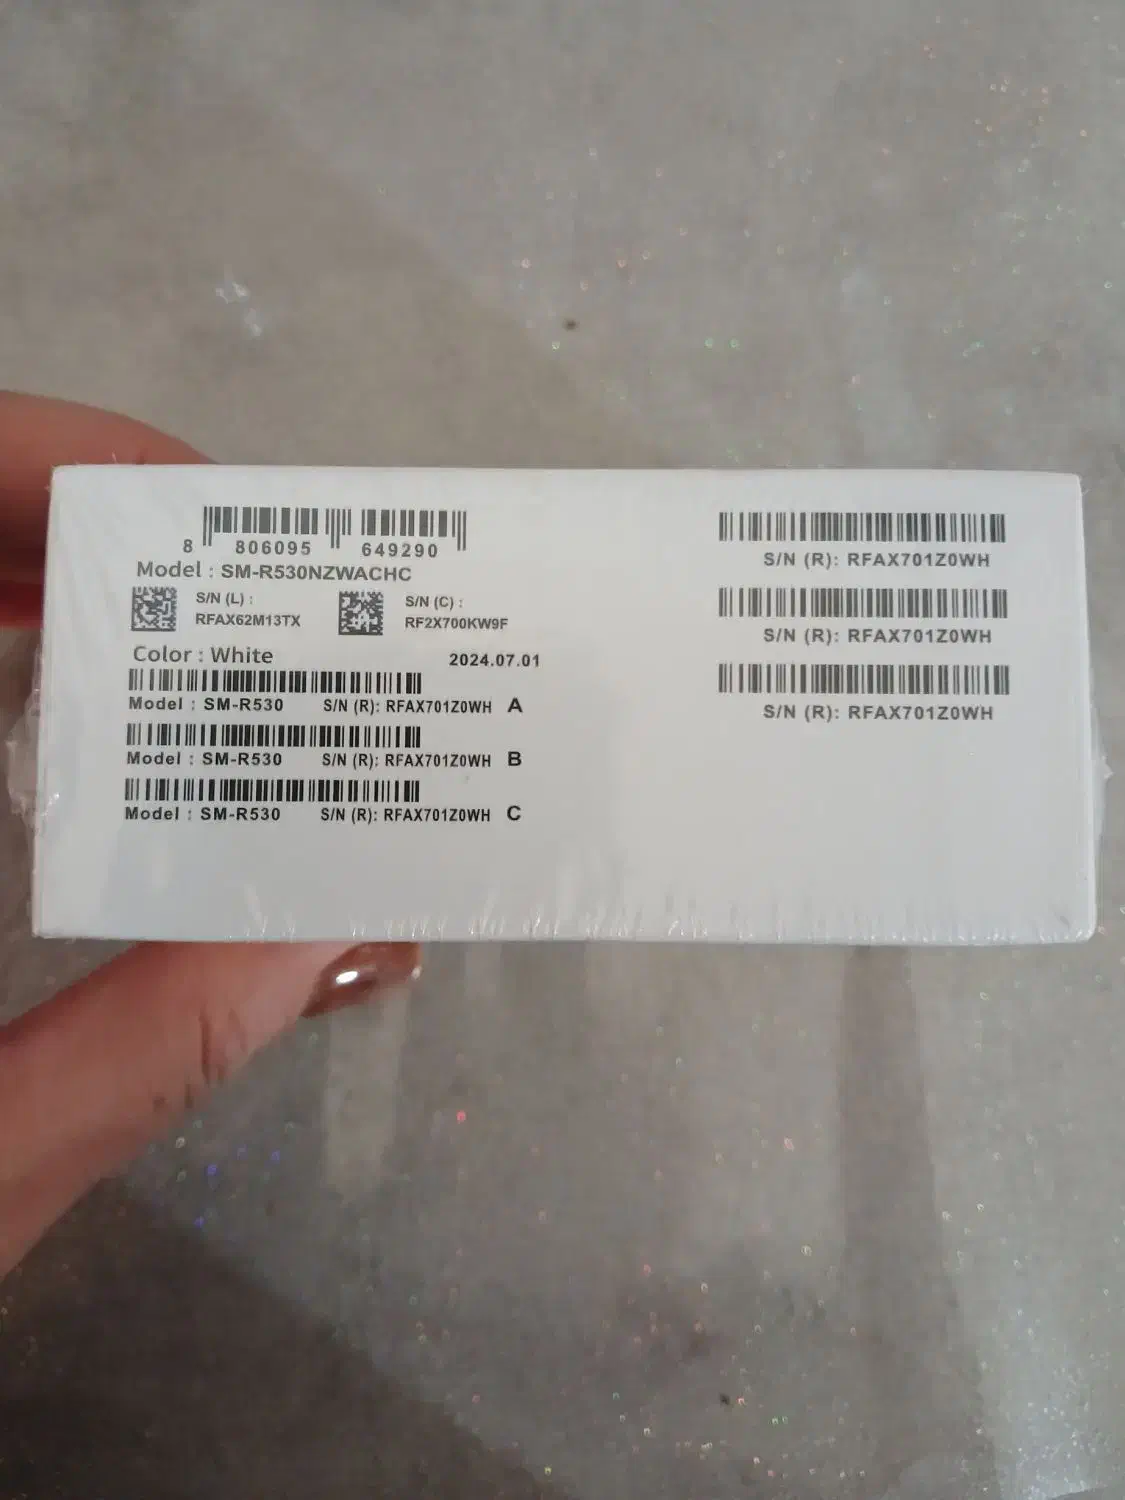 8 806095 649290
Model : SM-R530NZWACHC
S/N (L) :
RFAX62M13TX
S/N (C) :
RF2X700KW9F
Color : White
2024.07.01
Model : SM-R530 S/N (R): RFAX701Z0WH A
Model : SM-R530 S/N (R): RFAX701Z0WH B
Model : SM-R530 S/N (R): RFAX701Z0WH C
S/N (R): RFAX701Z0WH
S/N (R): RFAX701Z0WH
S/N (R): RFAX701Z0WH